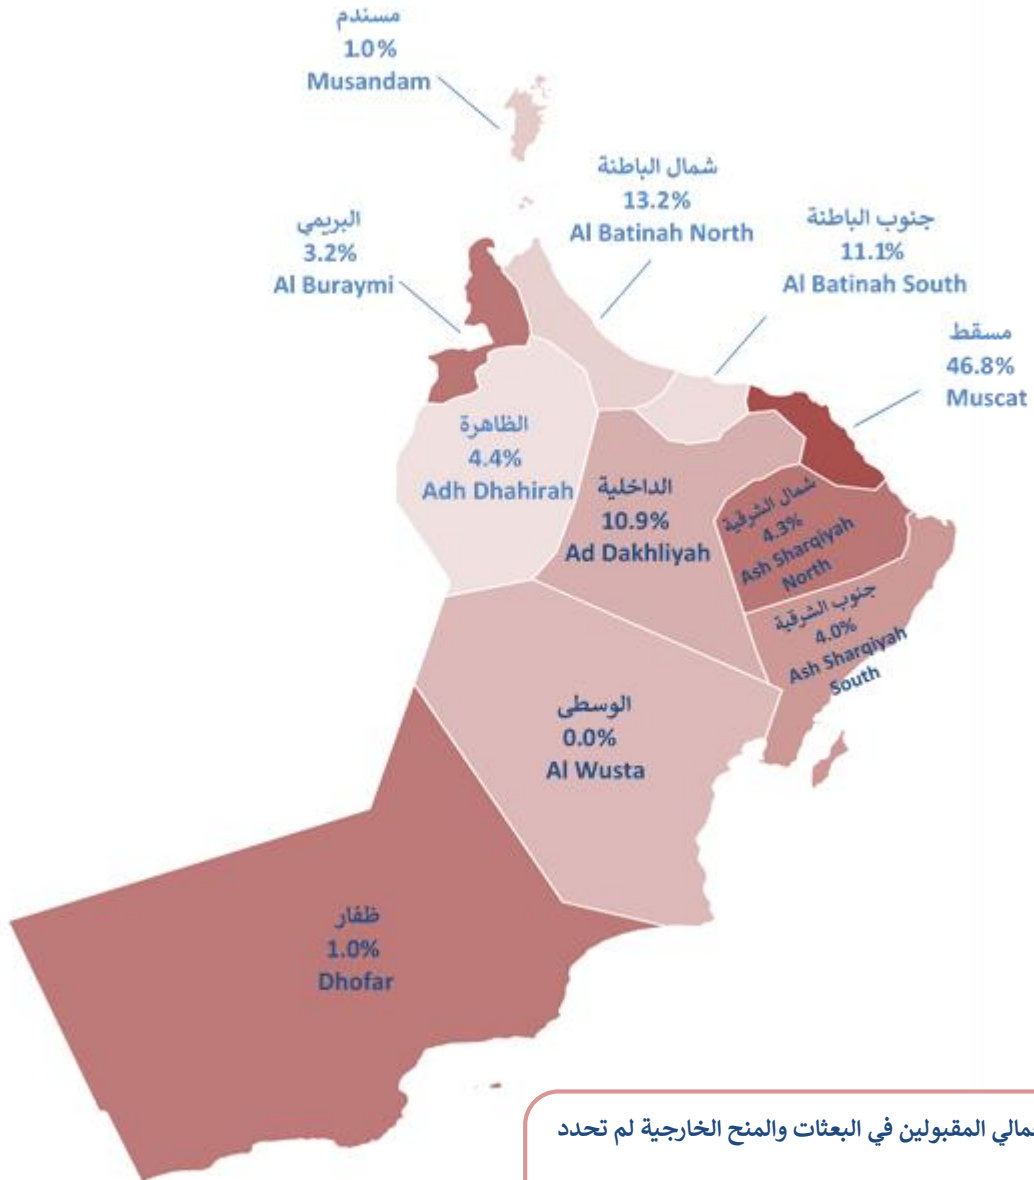 مسندم
1.0%
Musandam
شمال الباطنة
13.2%
Al Batinah North
جنوب الباطنة
11.1%
Al Batinah South
البريمي
3.2%
Al Buraymi
مسقط
46.8%
Muscat
الظاهرة
4.4%
Adh Dhahirah
الداخلية
10.9%
Ad Dakhliyah
شمال الشرقية
4.3%
Ash Sharqiyah
North
جنوب الشرقية
4.0%
Ash Sharqiyah
South
الوسطى
0.0%
Al Wusta
ظفار
1.0%
Dhofar
المقبولين في البعثات والمنح الخارجية لم تحدد